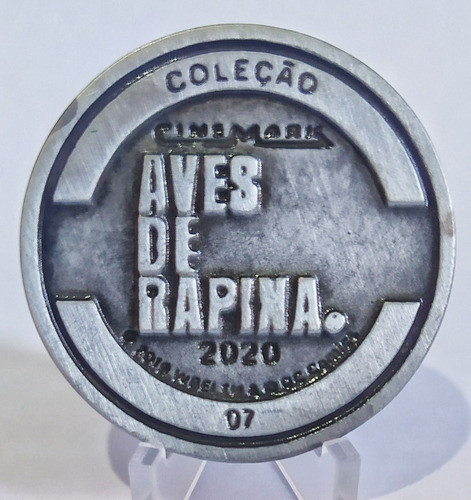 COLEÇÃO
CINEMARK
AVES
DE
RAPINA.
2020
07